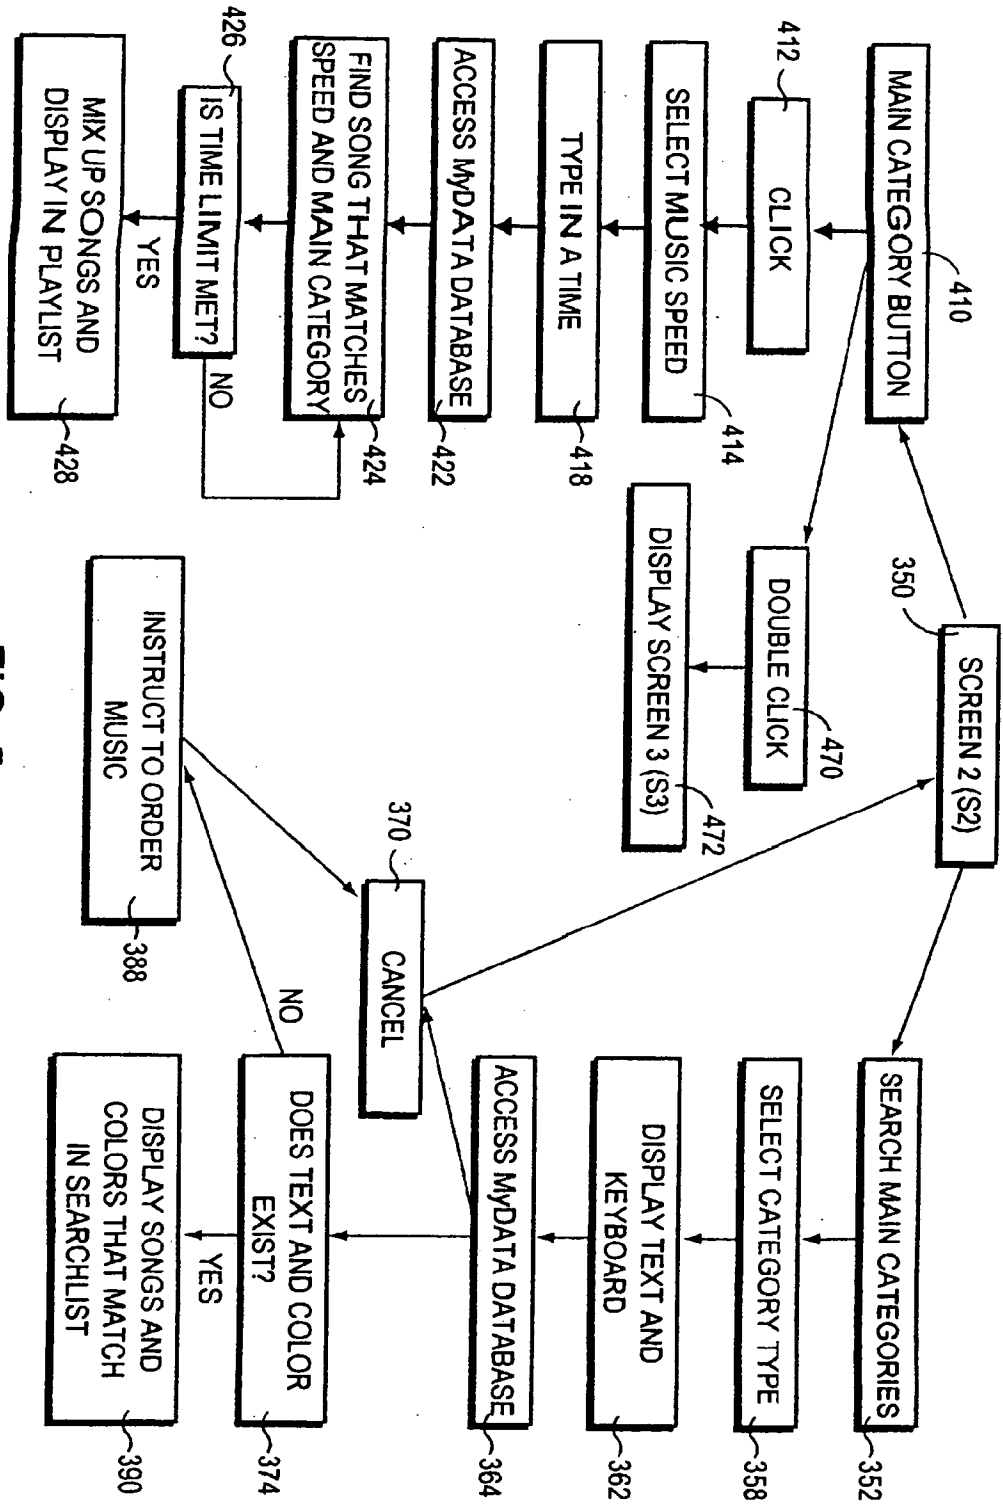 350
SCREEN 2 (S2)
410
MAIN CATEGORY BUTTON
412
CLICK
SELECT MUSIC SPEED
414
TYPE IN A TIME
418
ACCESS MyDATA DATABASE
422
FIND SONG THAT MATCHES
SPEED AND MAIN CATEGORY
424
426
IS TIME LIMIT MET?
NO
YES
MIX UP SONGS AND
DISPLAY IN PLAYLIST
428
DOUBLE CLICK
470
DISPLAY SCREEN 3 (S3)
472
SEARCH MAIN CATEGORIES
352
SELECT CATEGORY TYPE
358
DISPLAY TEXT AND
KEYBOARD
362
ACCESS MyDATA DATABASE
364
370
CANCEL
DOES TEXT AND COLOR
EXIST?
374
NO
YES
INSTRUCT TO ORDER
MUSIC
388
DISPLAY SONGS AND
COLORS THAT MATCH
IN SEARCHLIST
390